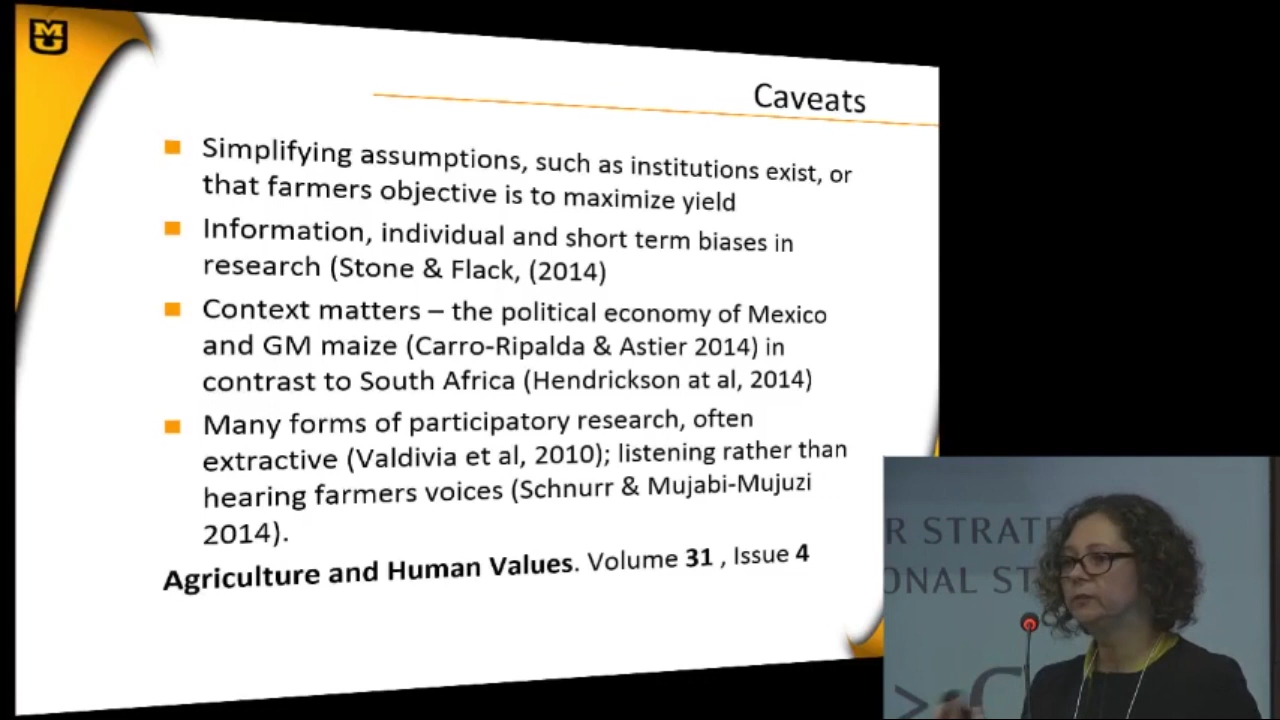 MU
Caveats
Simplifying assumptions, such as institutions exist, or
that farmers objective is to maximize yield
Information, individual and short term biases in
research (Stone & Flack, (2014)
Context matters – the political economy of Mexico
and GM maize (Carro-Ripalda & Astier 2014) in
contrast to South Africa (Hendrickson at al, 2014)
Many forms of participatory research, often
extractive (Valdivia et al, 2010); listening rather than
hearing farmers voices (Schnurr & Mujabi-Mujuzi
2014).
Agriculture and Human Values. Volume 31 , Issue 4
R STRATE
ONAL ST
> C